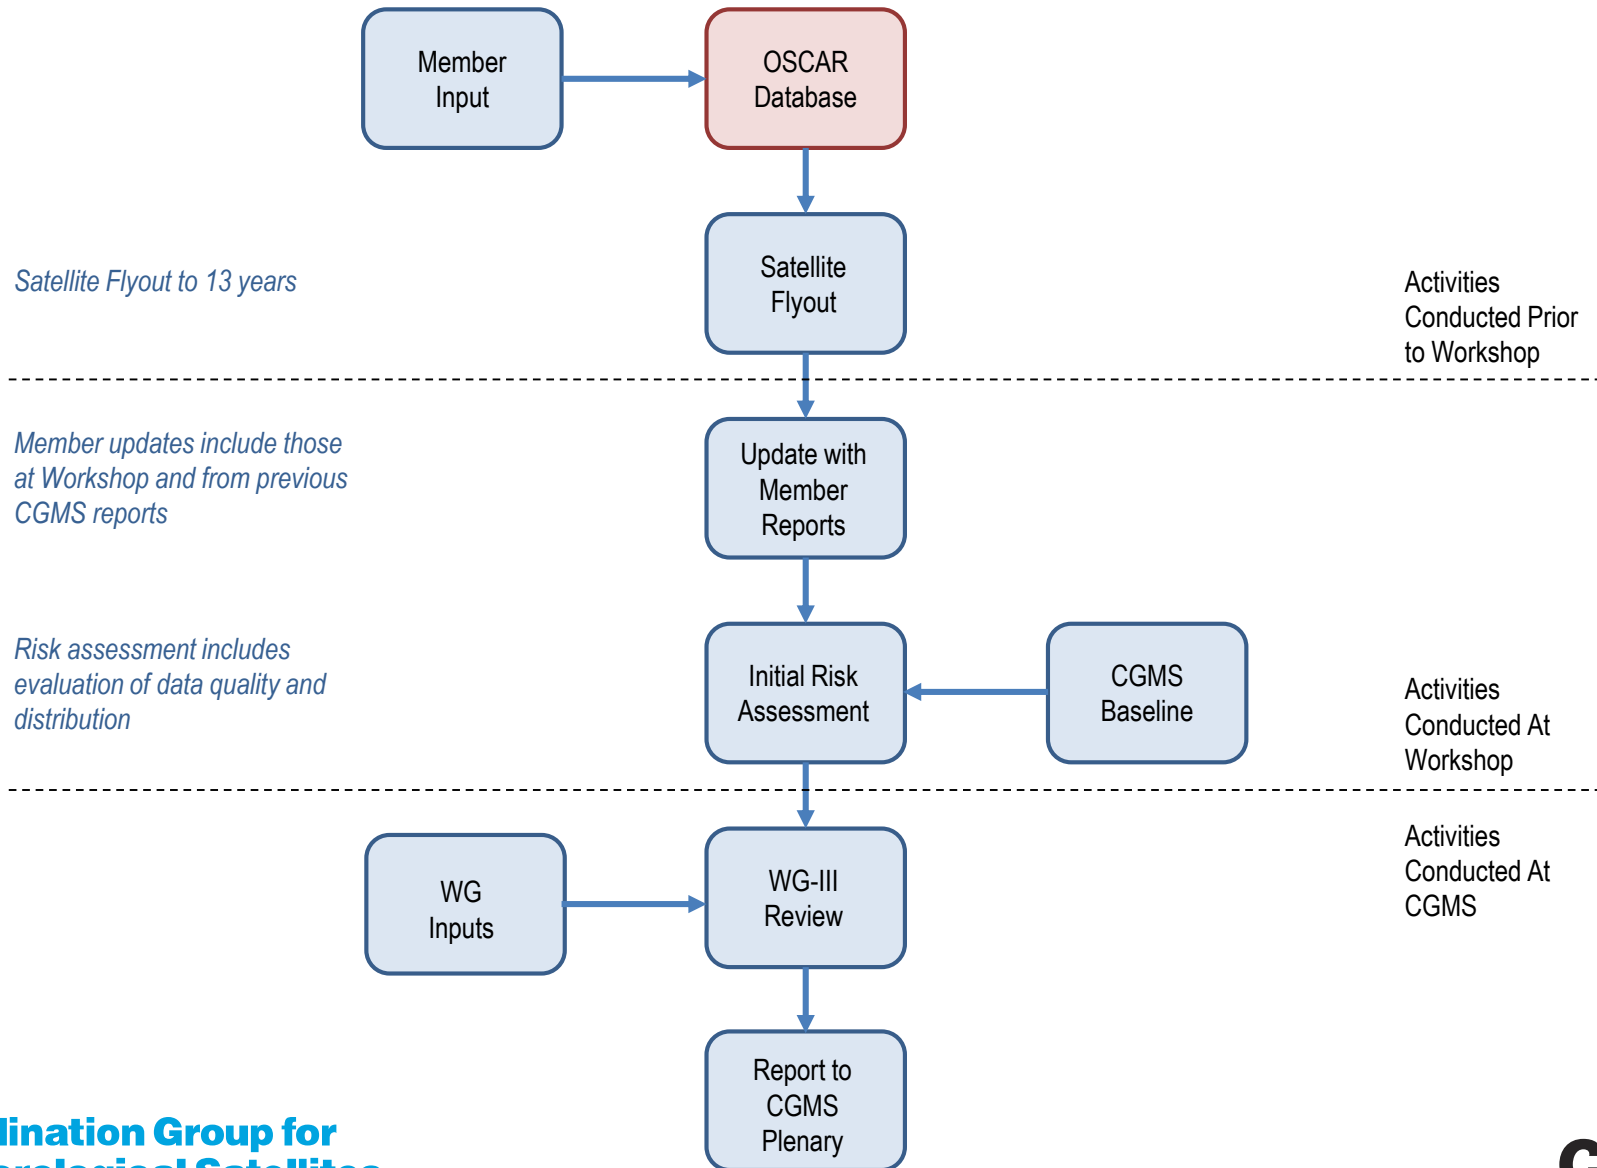 Member
Input
OSCAR
Database
Satellite
Flyout
Satellite Flyout to 13 years
Activities
Conducted Prior
to Workshop
Member updates include those
at Workshop and from previous
CGMS reports
Update with
Member
Reports
Risk assessment includes
evaluation of data quality and
distribution
Initial Risk
Assessment
CGMS
Baseline
Activities
Conducted At
Workshop
WG
Inputs
WG-III
Review
Activities
Conducted At
CGMS
Report to
CGMS
Plenary
dination Group for